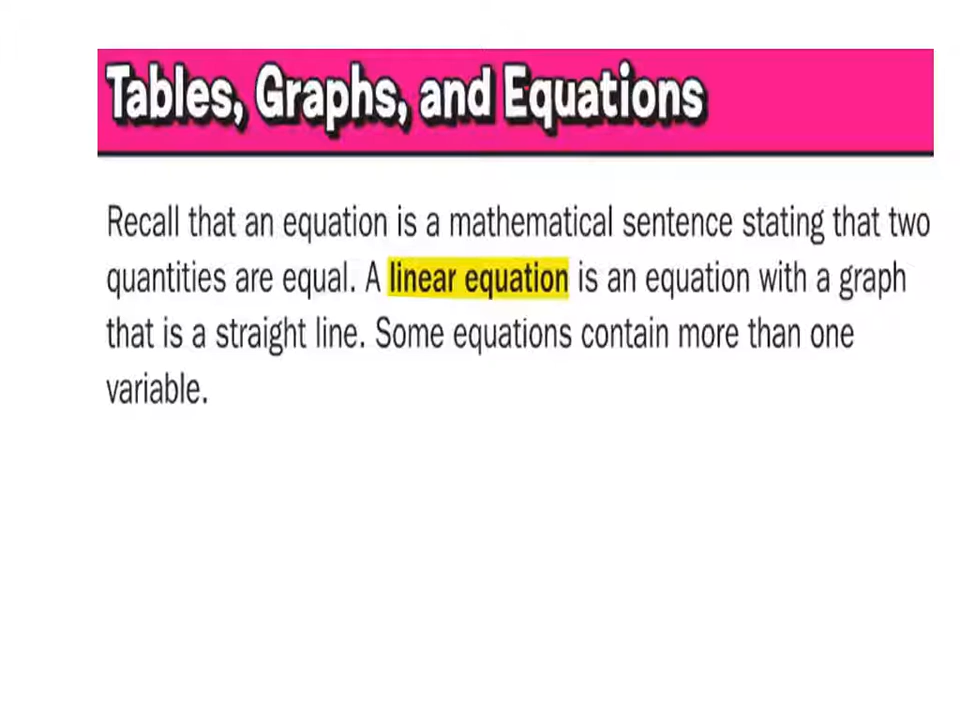 Tables, Graphs, and Equations
Recall that an equation is a mathematical sentence stating that two
quantities are equal. A linear equation is an equation with a graph
that is a straight line. Some equations contain more than one
variable.